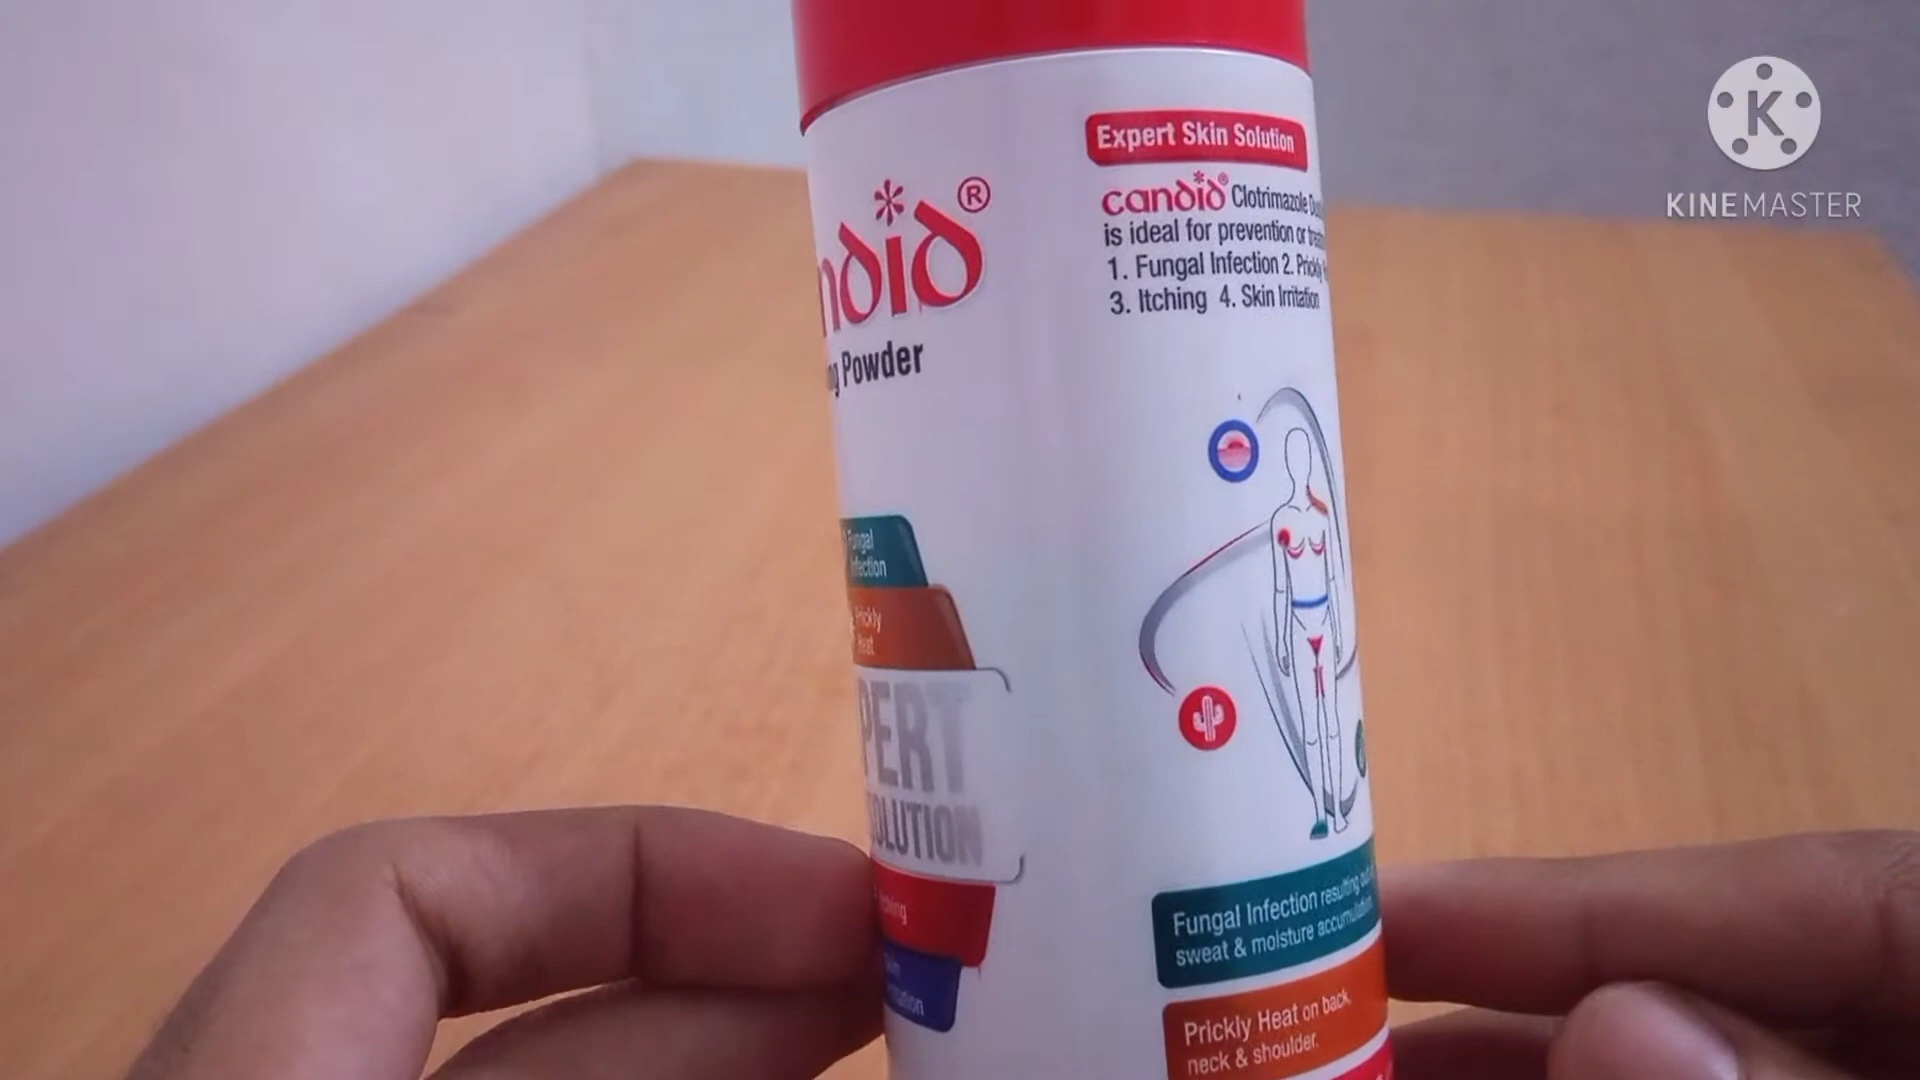 Expert Skin Solution
candid® Clotrimazole
is ideal for prevention or
1. Fungal Infection 2. Prickly
3. Itching 4. Skin Irritation
ndid®
Powder
Fungal
Infection
Prickly
Heat
PERT
SOLUTION
Itching
Fungal Infection resulting out
sweat & moisture accumulation
Prickly Heat on back,
neck & shoulder.
K
KINEMASTER